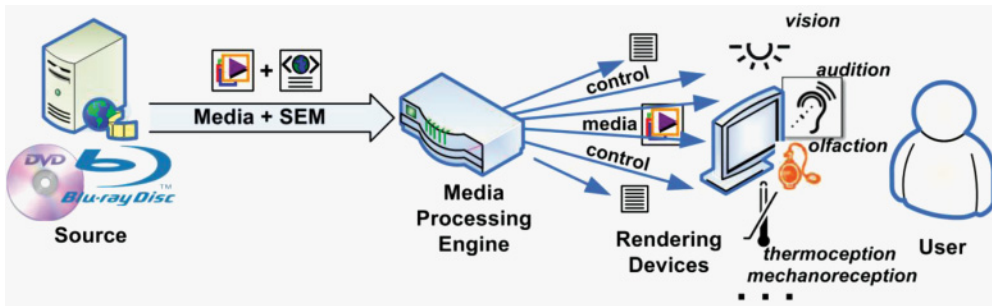 vision
+
control
audition
Media + SEM
media
olfaction
control
DVD
Blu-ray Disc
TM
Media
Processing
Engine
Source
Rendering
Devices
User
thermoception
mechanoreception
. . .